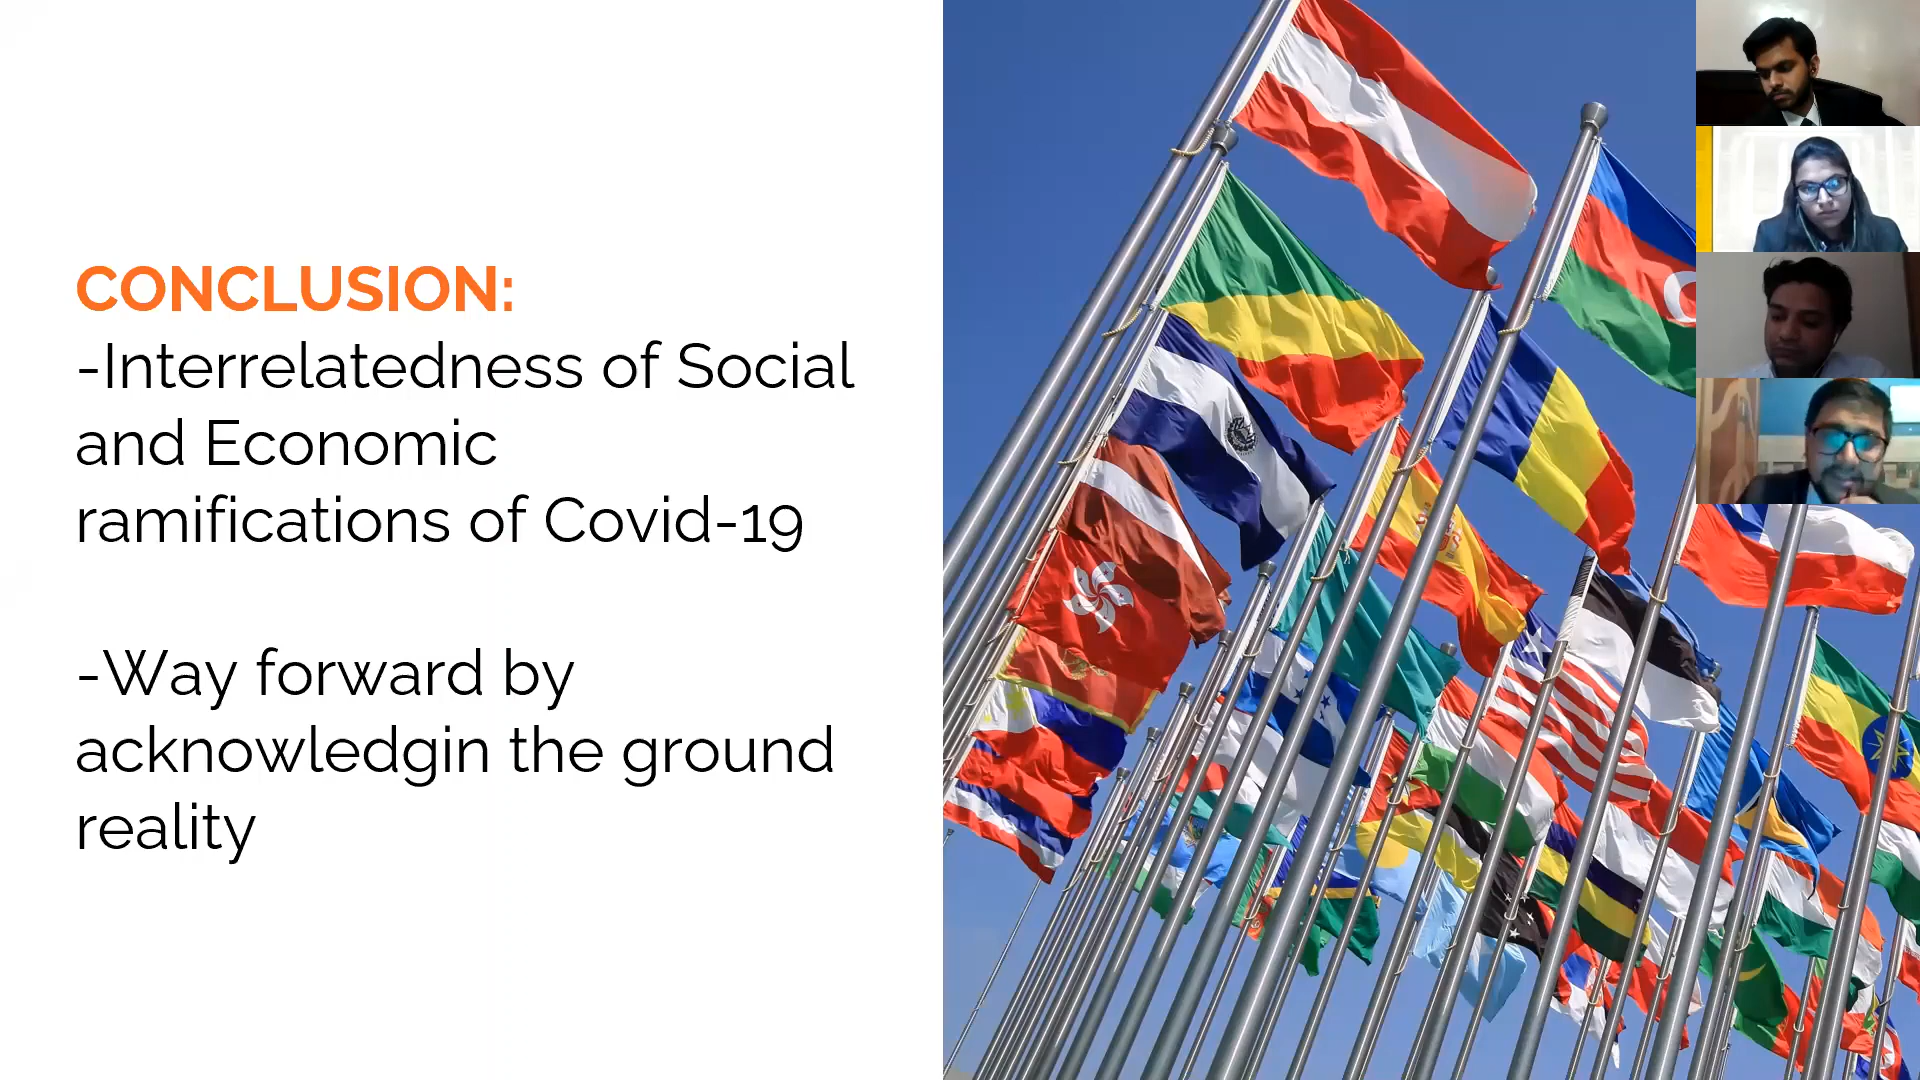 CONCLUSION:
-Interrelatedness of Social
and Economic
ramifications of Covid-19
-Way forward by
acknowledgin the ground
reality